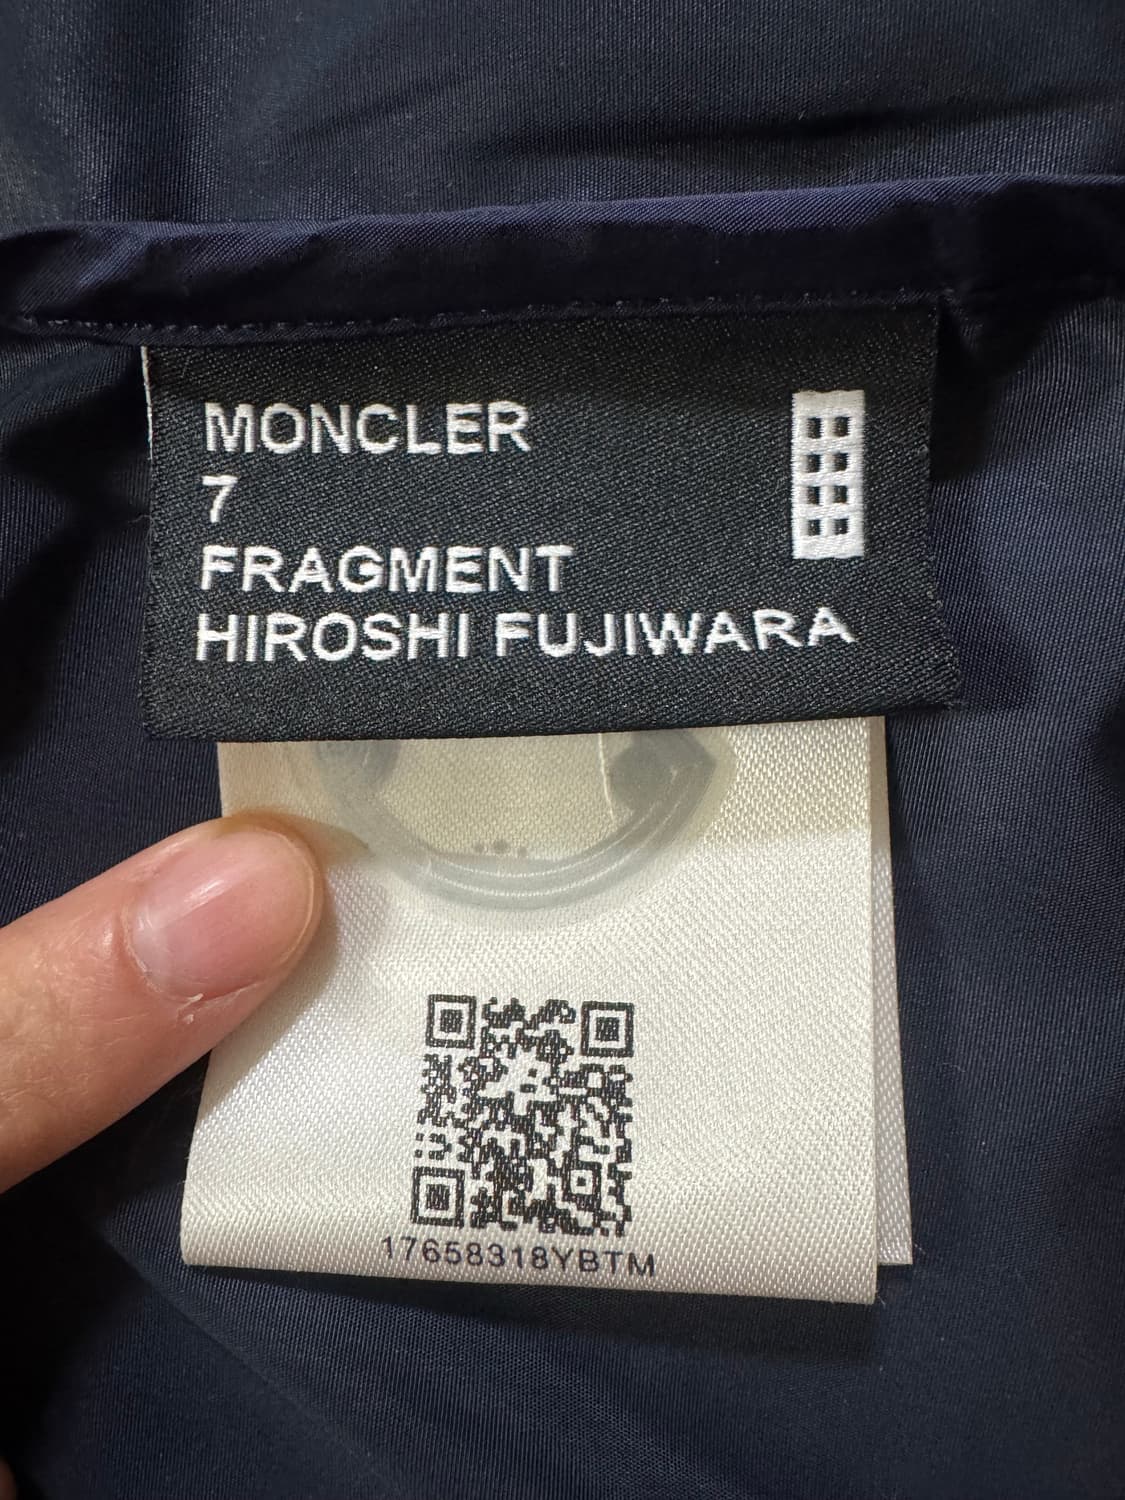 MONCLER
7
FRAGMENT
HIROSHI FUJIWARA
17658318YBTM